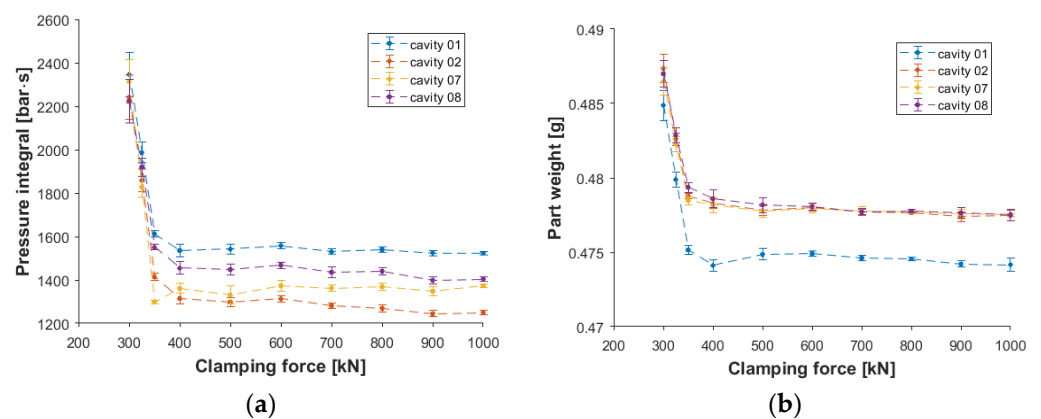 2600
2400
2200
2000
1800
1600
1400
1200
200 300 400 500 600 700 800 900 1000
Pressure integral [bar·s]
Clamping force [kN]
cavity 01
cavity 02
cavity 07
cavity 08
(a)
0.49
0.485
0.48
0.475
0.47
200 300 400 500 600 700 800 900 1000
Part weight [g]
Clamping force [kN]
cavity 01
cavity 02
cavity 07
cavity 08
(b)